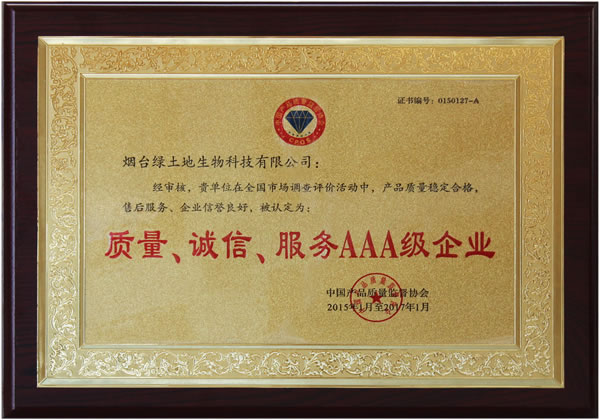 证书编号：0150127-A
烟台绿土地生物科技有限公司：
经审核，贵单位在全国市场调查评价活动中，产品质量稳定合格，
售后服务、企业信誉良好，被认定为：
质量、诚信、服务AAA级企业
中国产品质量监督协会
2015年1月至2017年1月